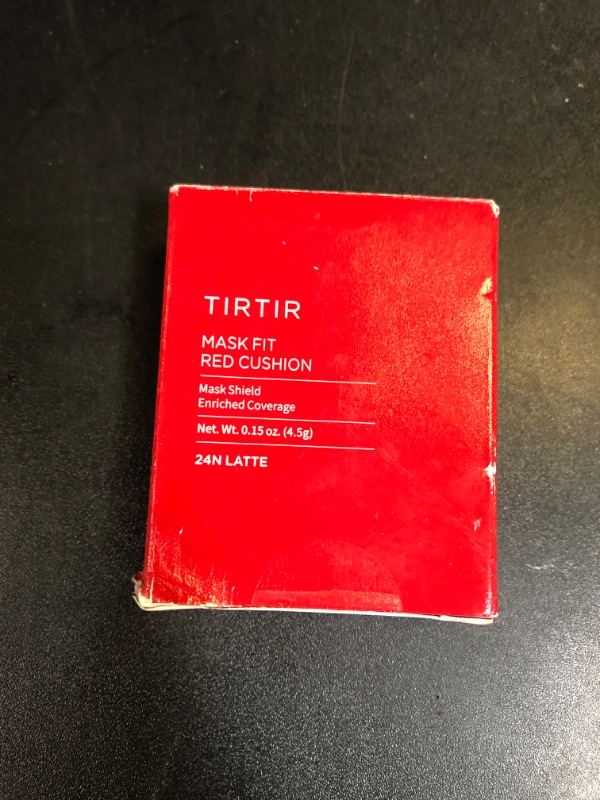 TIRTIR
MASK FIT
RED CUSHION
Mask Shield
Enriched Coverage
Net. Wt. 0.15 oz. (4.5g)
24N LATTE